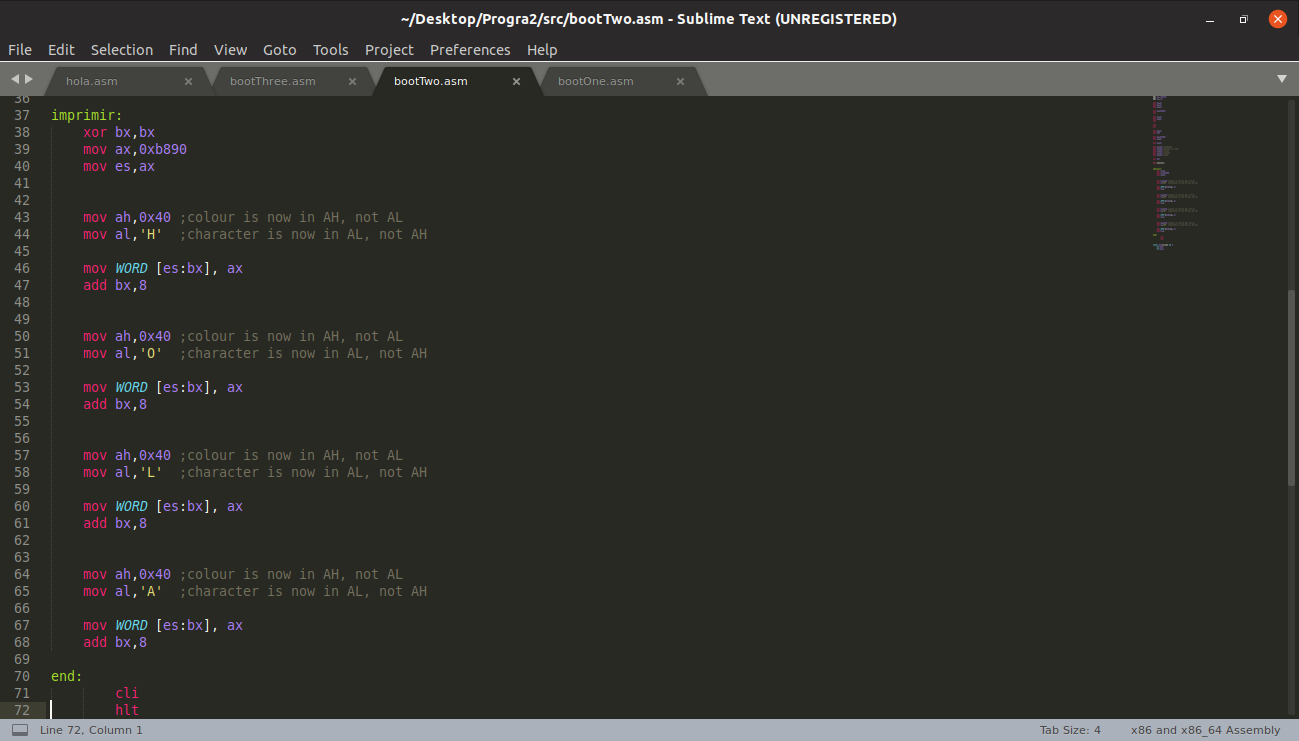 ~/Desktop/Progra2/src/bootTwo.asm - Sublime Text (UNREGISTERED)
File Edit Selection Find View Goto Tools Project Preferences Help
hola.asm bootThree.asm bootTwo.asm bootOne.asm
36
37 imprimir:
38 xor bx,bx
39 mov ax,0xb890
40 mov es,ax
41
42
43 mov ah,0x40 ;colour is now in AH, not AL
44 mov al,'H'  ;character is now in AL, not AH
45
46 mov WORD [es:bx], ax
47 add bx,8
48
49
50 mov ah,0x40 ;colour is now in AH, not AL
51 mov al,'O'  ;character is now in AL, not AH
52
53 mov WORD [es:bx], ax
54 add bx,8
55
56
57 mov ah,0x40 ;colour is now in AH, not AL
58 mov al,'L'  ;character is now in AL, not AH
59
60 mov WORD [es:bx], ax
61 add bx,8
62
63
64 mov ah,0x40 ;colour is now in AH, not AL
65 mov al,'A'  ;character is now in AL, not AH
66
67 mov WORD [es:bx], ax
68 add bx,8
69
70 end:
71 cli
72 hlt
Line 72, Column 1 Tab Size: 4 x86 and x86_64 Assembly